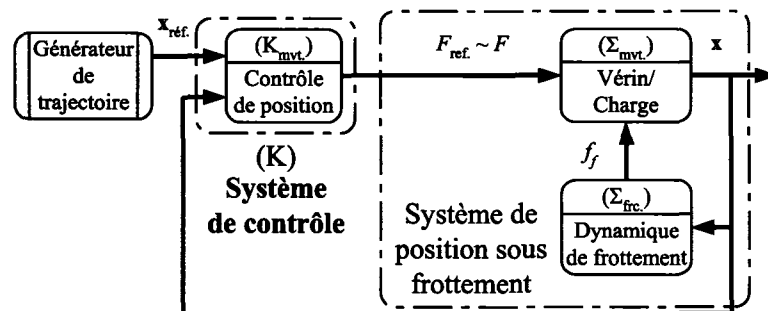 Générateur
de
trajectoire
x_réf.
(K_mvt.)
Contrôle
de position
(K)
Système
de contrôle
F_ref. ~ F
(Σ_mvt.)
Vérin/
Charge
x
f_f
(Σ_frc.)
Dynamique
de frottement
Système de
position sous
frottement